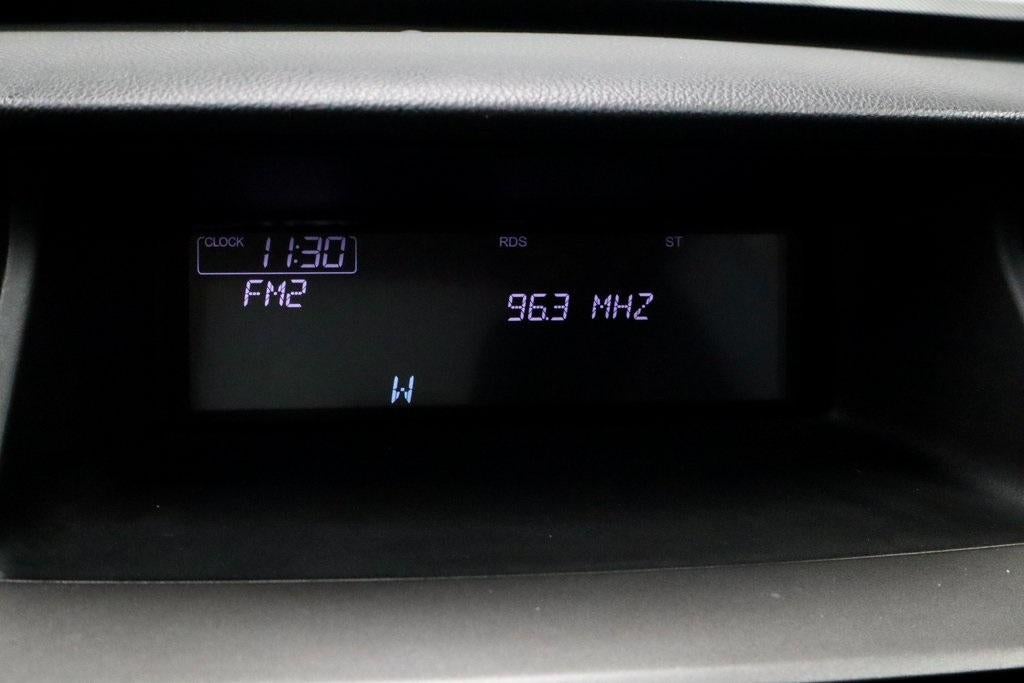 CLOCK 11:30 RDS ST
FM2 96.3 MHZ
W